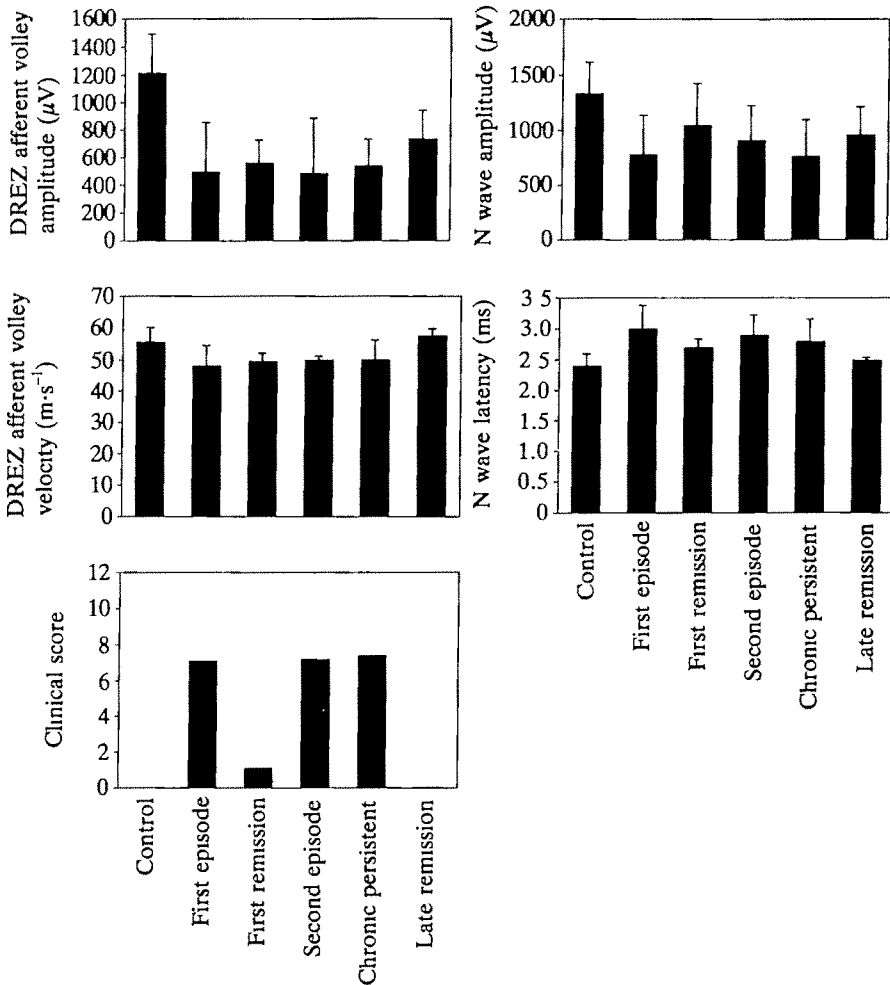 DREZ afferent volley
amplitude (μV)
1600
1400
1200
1000
800
600
400
200
0
N wave amplitude (μV)
2000
1500
1000
500
0
DREZ afferent volley
velocity (m·s⁻¹)
70
60
50
40
30
20
10
0
N wave latency (ms)
3 5
3.0
2.5
2.0
1.5
1.0
0.5
0
Control
First episode
First remission
Second episode
Chronic persistent
Late remission
Clinical score
12
10
8
6
4
2
0
Control
First episode
First remission
Second episode
Chronic persistent
Late remission